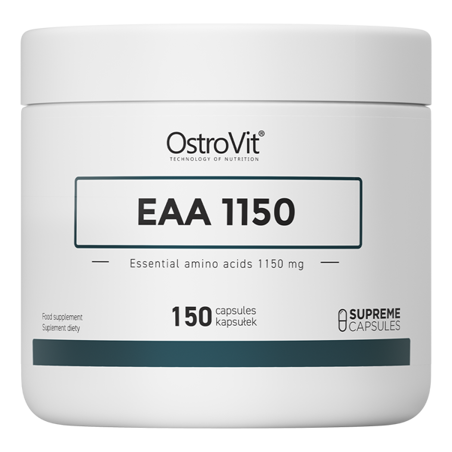 OstroVit®
TECHNOLOGY OF NUTRITION
EAA 1150
Essential amino acids 1150 mg
150 capsules
kapsułek
Food supplement
Suplement diety
SUPREME
CAPSULES